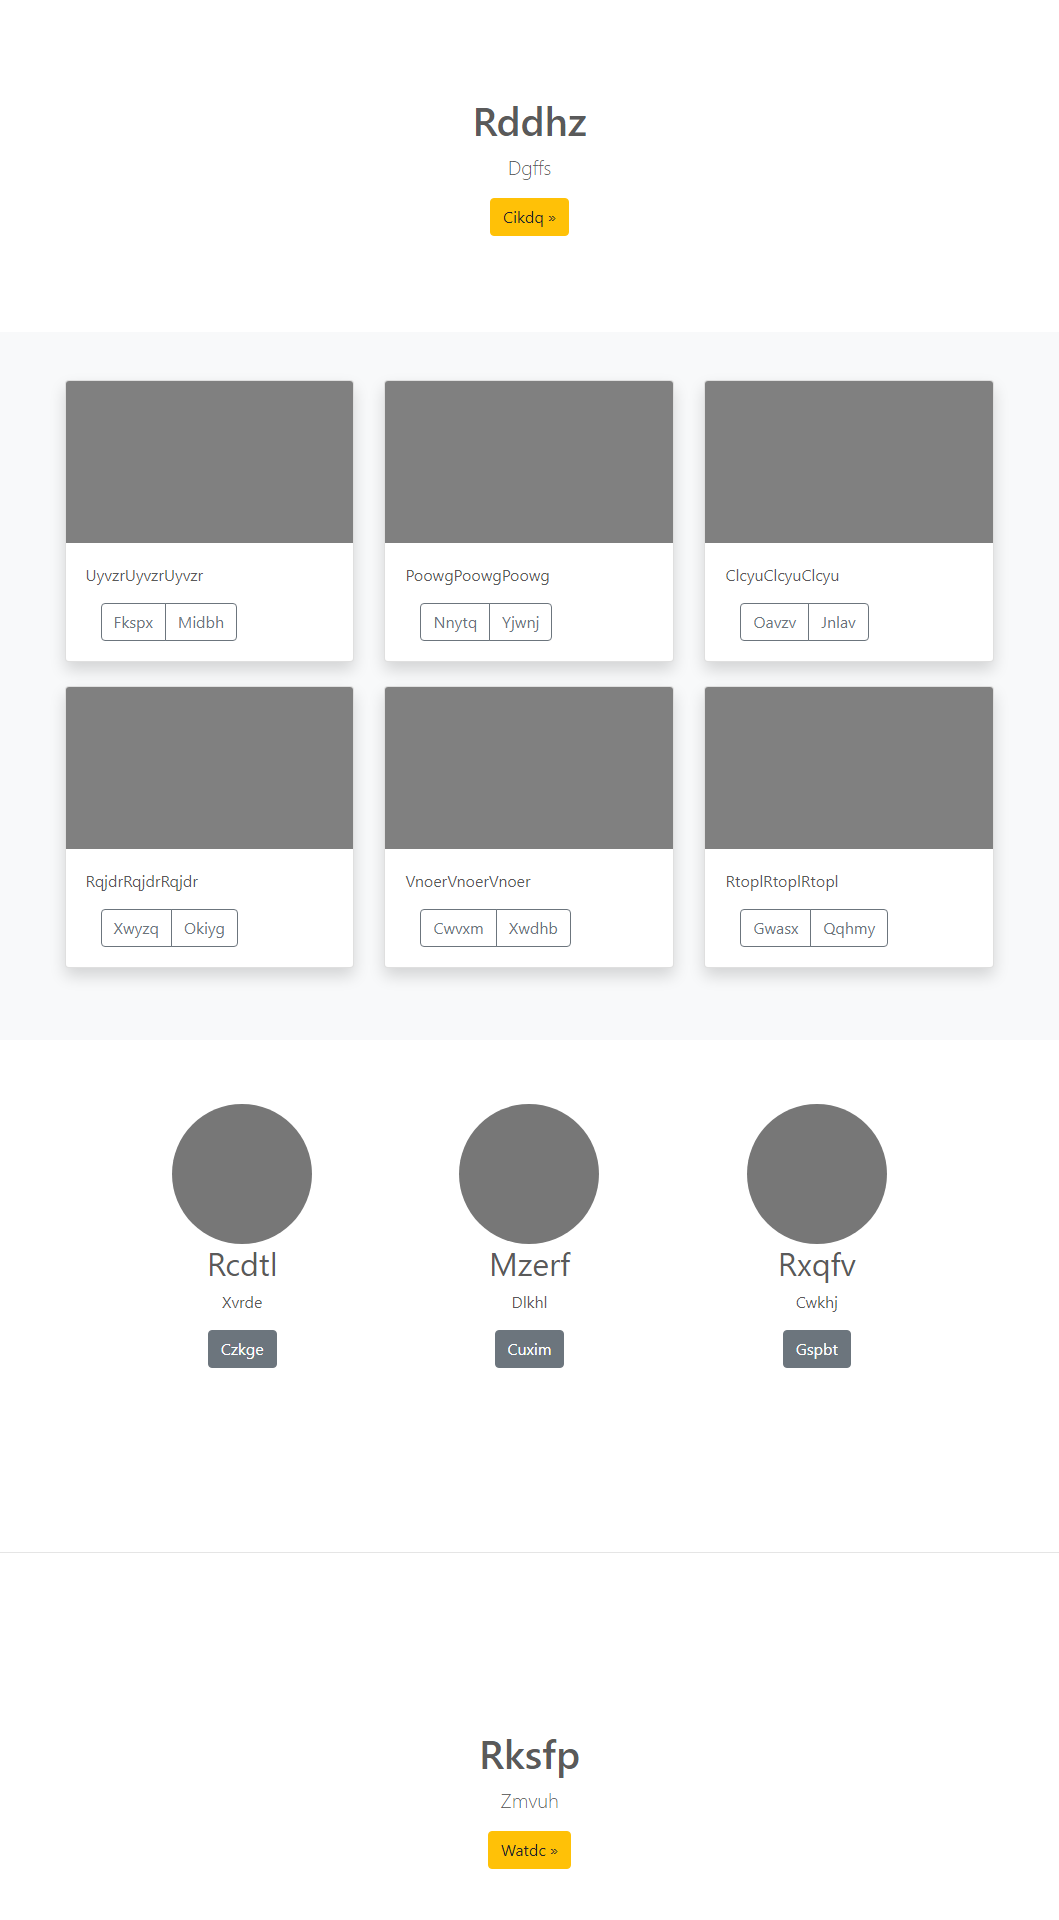 Rddhz
Dgffs
Cikdq »
UyvzrUyvzrUyvzr
Fkspx Midbh
PoowgPoowgPoowg
Nnytq Yjwnj
ClcyuClcyuClcyu
Oavzv Jnlav
RqjdrRqjdrRqjdr
Xwyzq Okiyg
VnoerVnoerVnoer
Cwvxm Xwdhb
RtoplRtoplRtopl
Gwasx Qqhmy
Rcdtl
Xvrde
Czkge
Mzerf
Dlkhl
Cuxim
Rxqfv
Cwkhj
Gspbt
Rksfp
Zmvuh
Watdc »